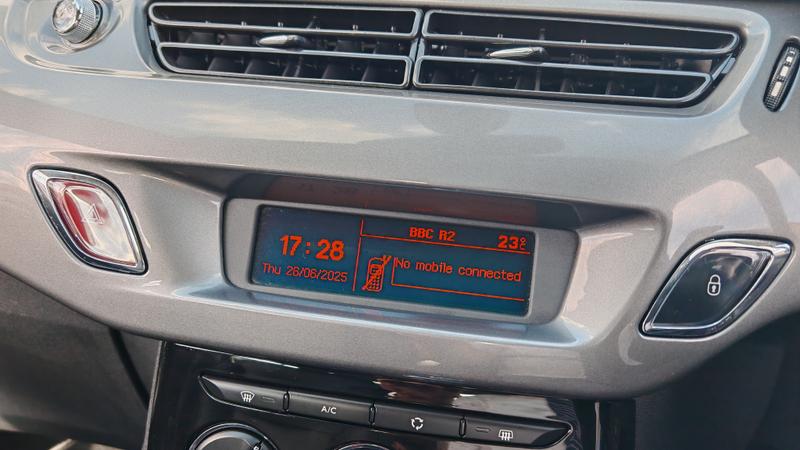 BBC R2 23°C
17:28
No mobile connected
Thu 26/06/2025
A/C